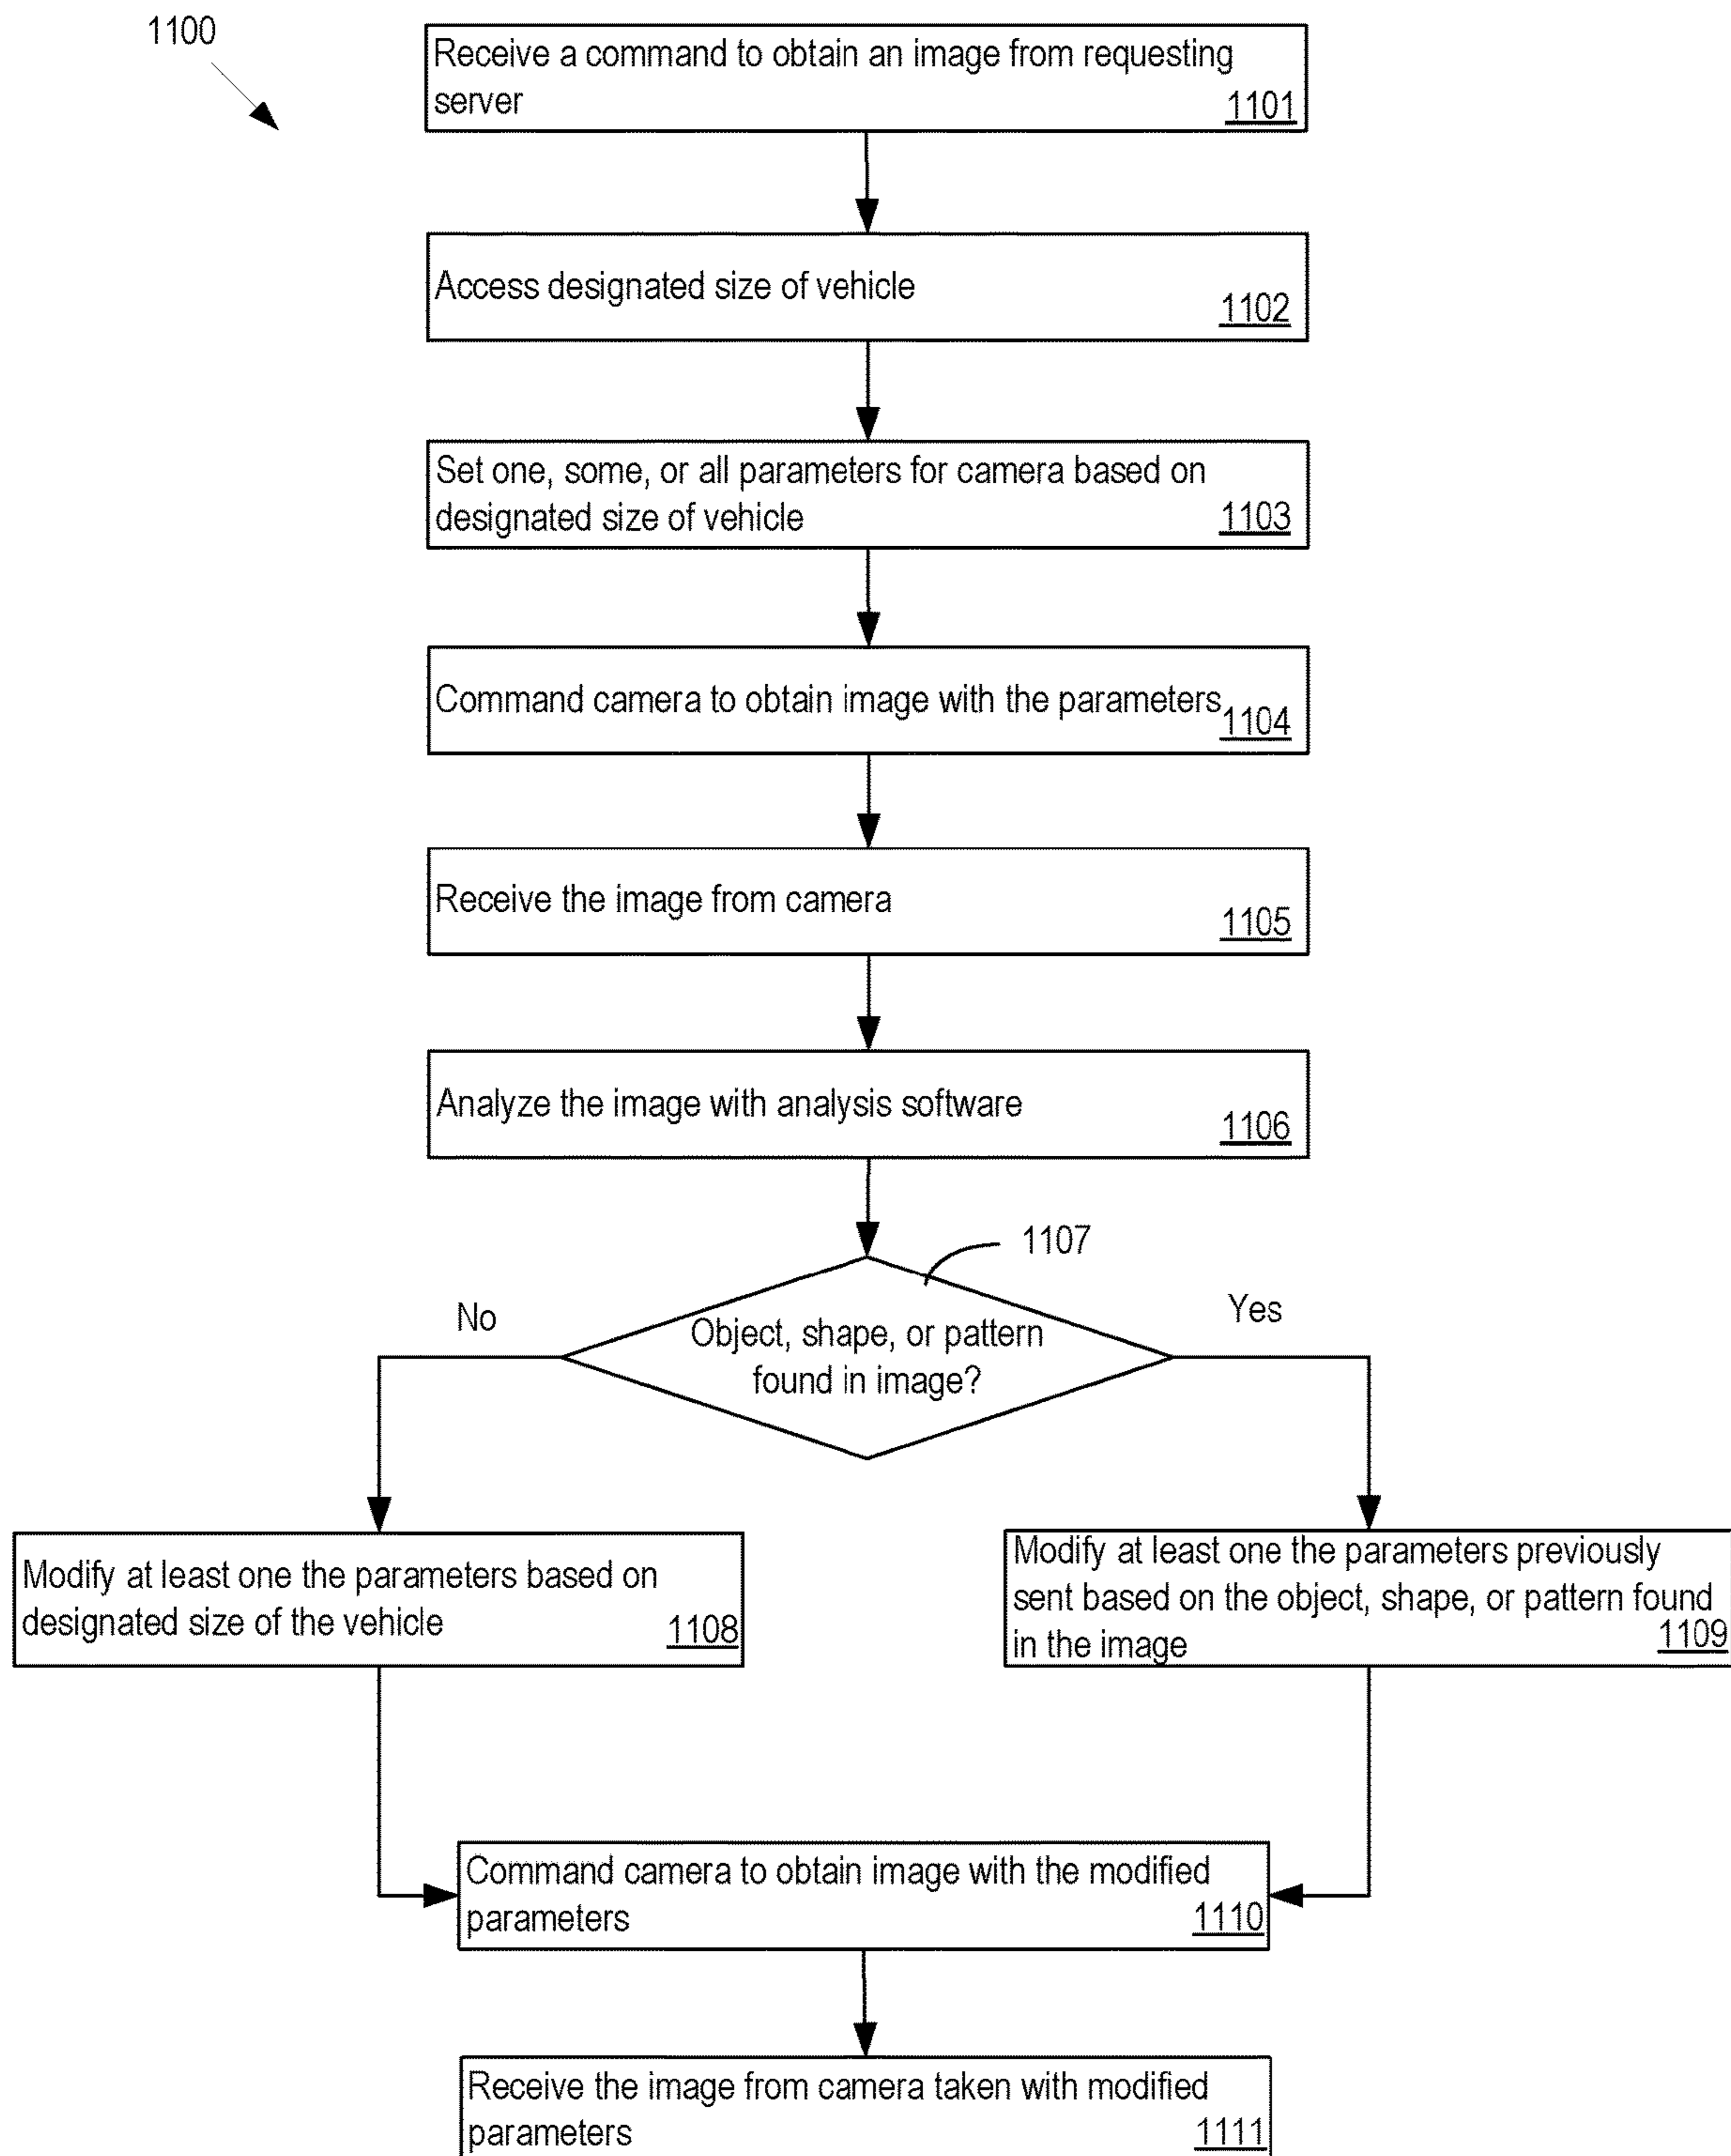 1100
Receive a command to obtain an image from requesting
server
1101
Access designated size of vehicle
1102
Set one, some, or all parameters for camera based on
designated size of vehicle
1103
Command camera to obtain image with the parameters
1104
Receive the image from camera
1105
Analyze the image with analysis software
1106
1107
No
Yes
Object, shape, or pattern
found in image?
Modify at least one the parameters based on
designated size of the vehicle
1108
Modify at least one the parameters previously
sent based on the object, shape, or pattern found
in the image
1109
Command camera to obtain image with the modified
parameters
1110
Receive the image from camera taken with modified
parameters
1111